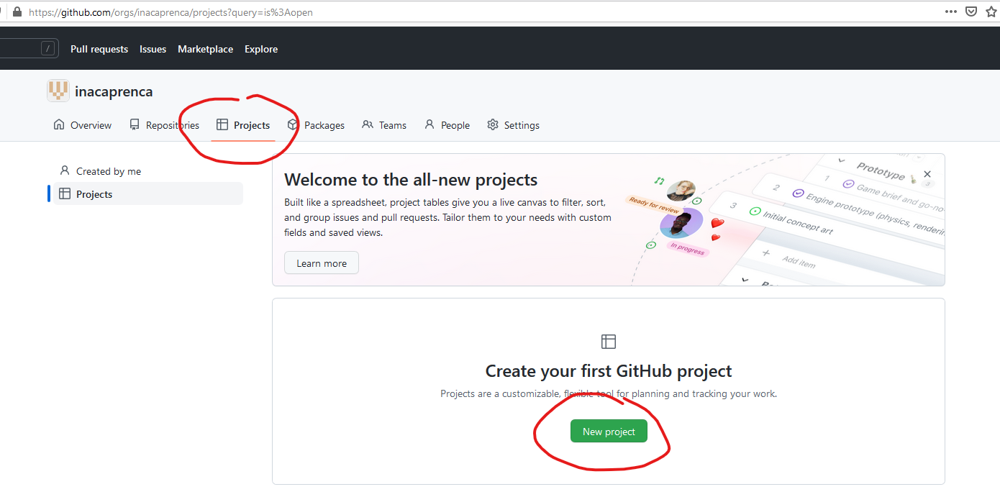 https://github.com/orgs/inacaprenca/projects?query=is%3Aopen
/ Pull requests Issues Marketplace Explore
inacaprenca
Overview Repositories Projects Packages Teams People Settings
Created by me
Projects
Welcome to the all-new projects
Built like a spreadsheet, project tables give you a live canvas to filter, sort,
and group issues and pull requests. Tailor them to your needs with custom
fields and saved views.
Learn more
Ready for review
In progress
Prototype 3
1 Game brief and go-no-
2 Engine prototype (physics, renderin
3 Initial concept art
+ Add item
Create your first GitHub project
Projects are a customizable, flexible tool for planning and tracking your work.
New project